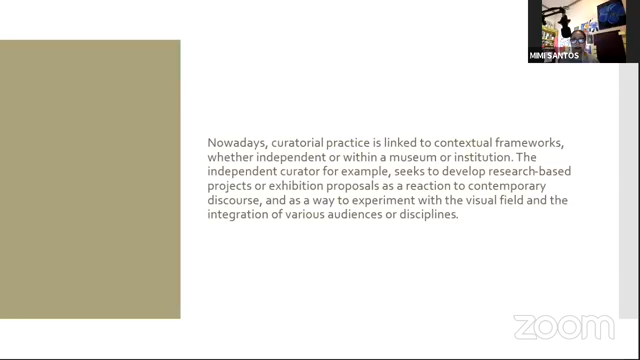 MIMI SANTOS
Nowadays, curatorial practice is linked to contextual frameworks,
whether independent or within a museum or institution. The
independent curator for example, seeks to develop research-based
projects or exhibition proposals as a reaction to contemporary
discourse, and as a way to experiment with the visual field and the
integration of various audiences or disciplines.
zoom